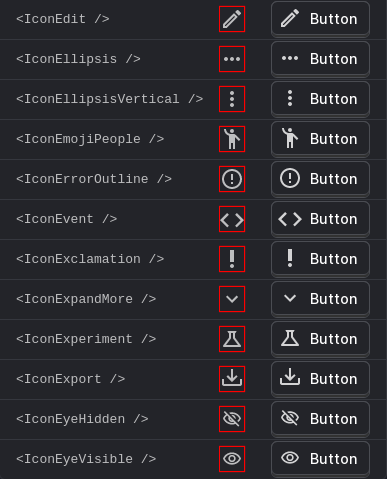 <IconEdit /> Button
<IconEllipsis /> Button
<IconEllipsisVertical /> Button
<IconEmojiPeople /> Button
<IconErrorOutline /> Button
<IconEvent /> Button
<IconExclamation /> Button
<IconExpandMore /> Button
<IconExperiment /> Button
<IconExport /> Button
<IconEyeHidden /> Button
<IconEyeVisible /> Button